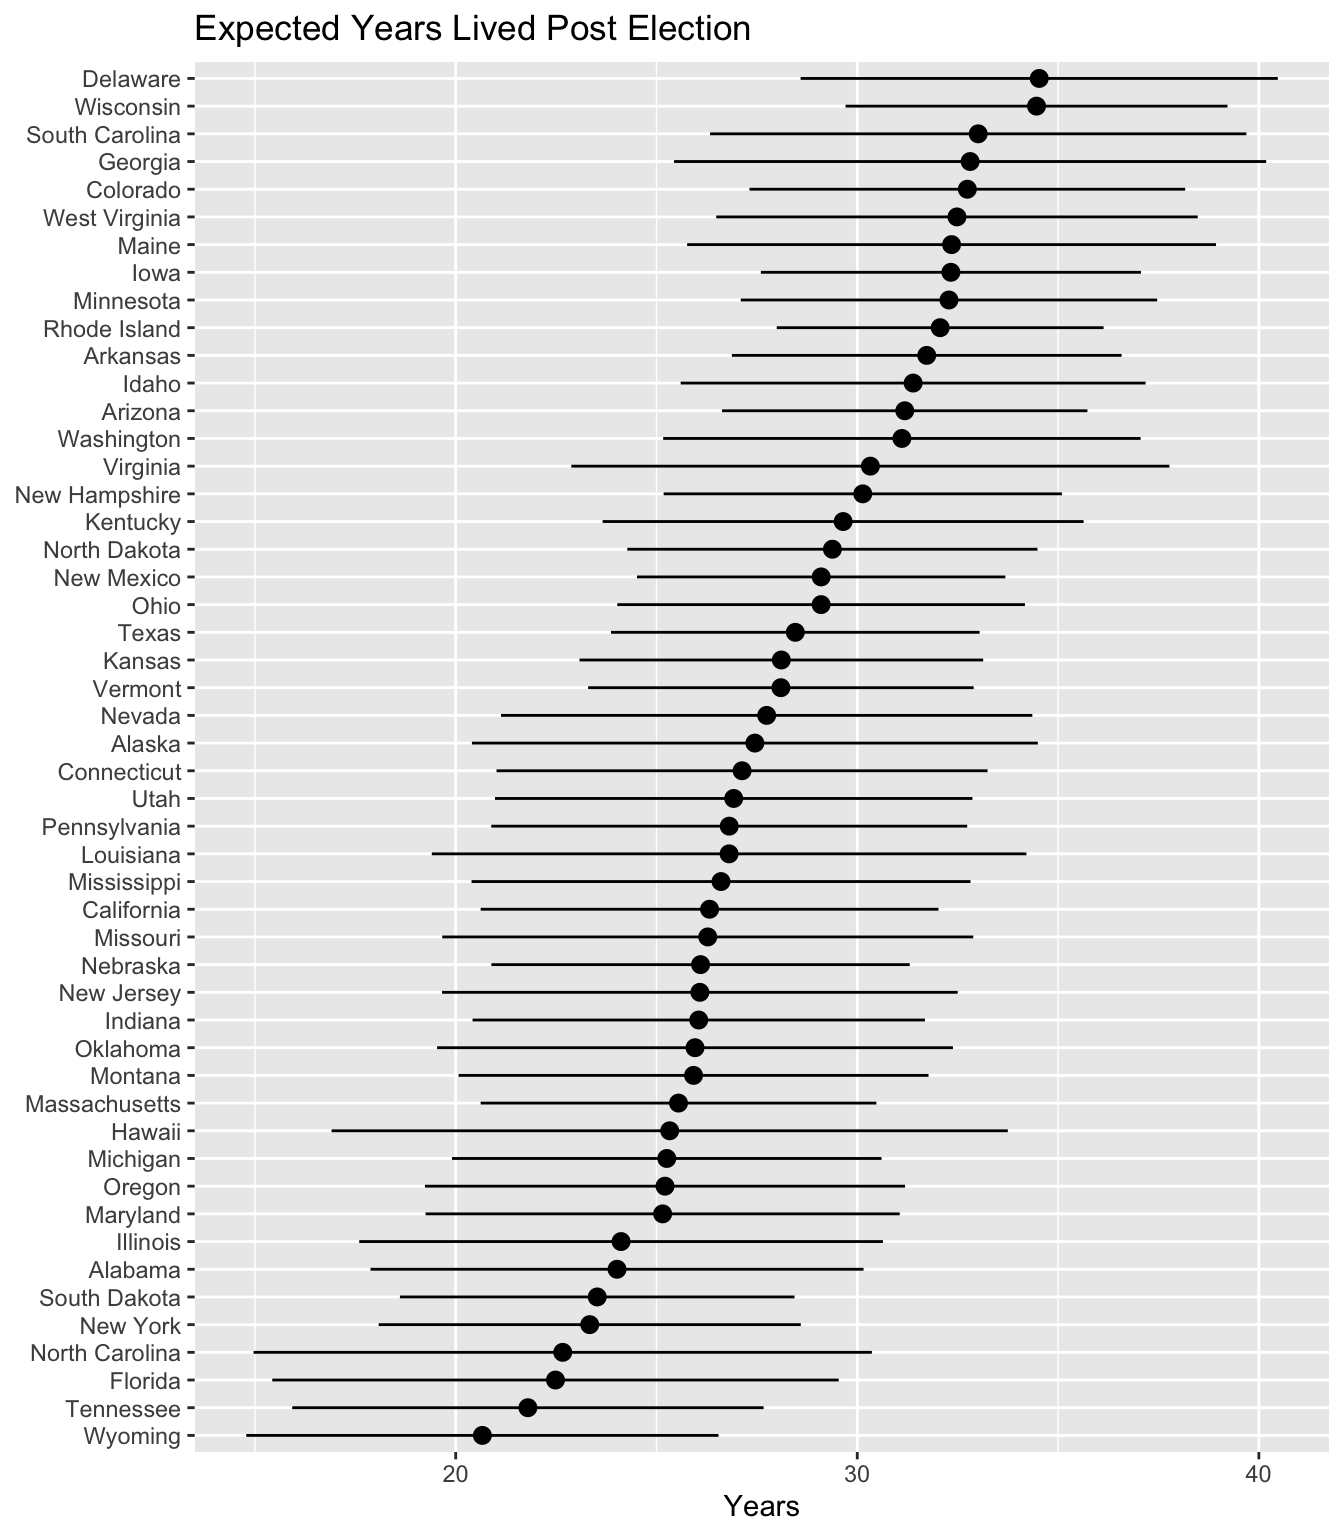 Expected Years Lived Post Election
Delaware
Wisconsin
South Carolina
Georgia
Colorado
West Virginia
Maine
Iowa
Minnesota
Rhode Island
Arkansas
Idaho
Arizona
Washington
Virginia
New Hampshire
Kentucky
North Dakota
New Mexico
Ohio
Texas
Kansas
Vermont
Nevada
Alaska
Connecticut
Utah
Pennsylvania
Louisiana
Mississippi
California
Missouri
Nebraska
New Jersey
Indiana
Oklahoma
Montana
Massachusetts
Hawaii
Michigan
Oregon
Maryland
Illinois
Alabama
South Dakota
New York
North Carolina
Florida
Tennessee
Wyoming
20 30 40
Years